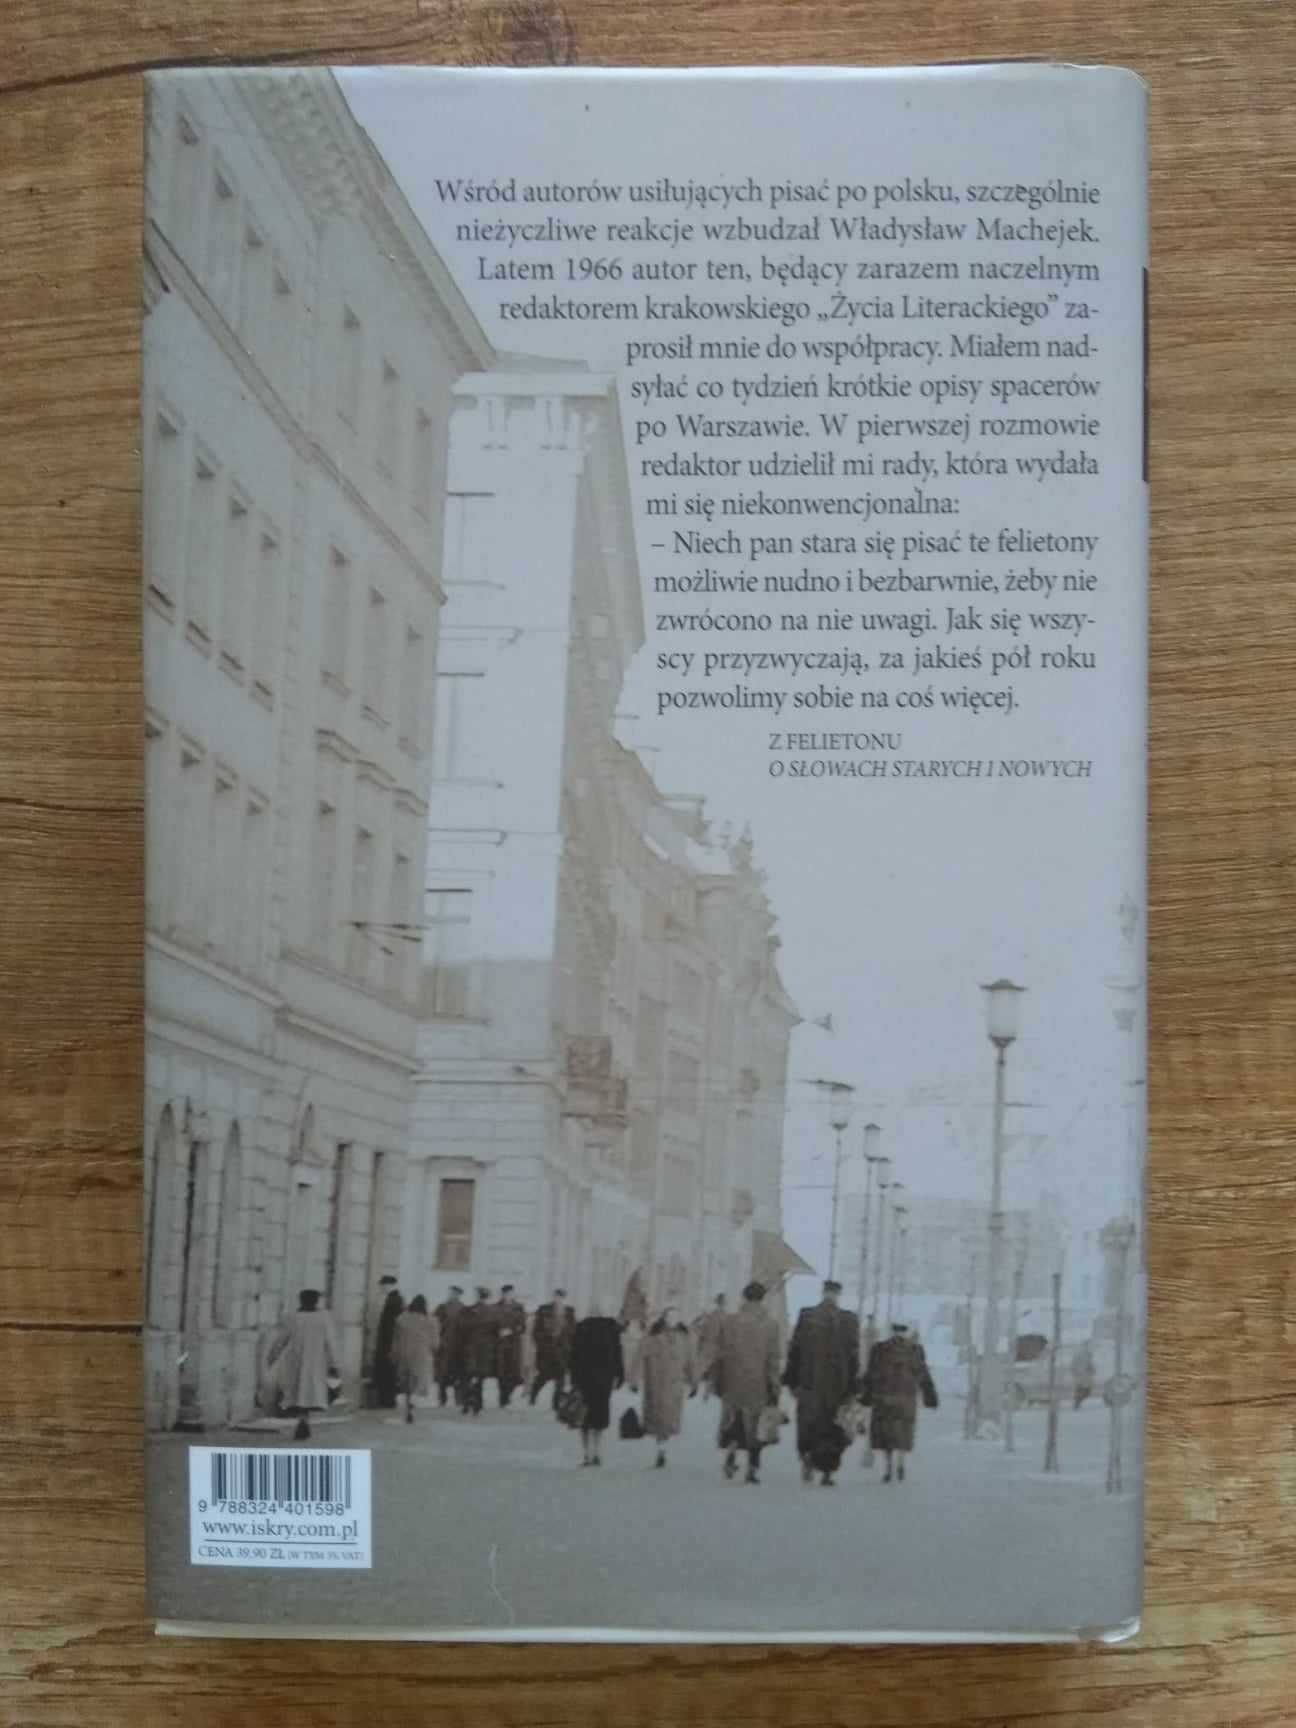 Wśród autorów usiłujących pisać po polsku, szczególnie
nieżyczliwe reakcje wzbudzał Władysław Machejek.
Latem 1966 autor ten, będący zarazem naczelnym
redaktorem krakowskiego „Życia Literackiego” za-
prosił mnie do współpracy. Miałem nad-
syłać co tydzień krótkie opisy spacerów
po Warszawie. W pierwszej rozmowie
redaktor udzielił mi rady, która wydała
mi się niekonwencjonalna:
– Niech pan stara się pisać te felietony
możliwie nudno i bezbarwnie, żeby nie
zwrócono na nie uwagi. Jak się wszy-
scy przyzwyczają, za jakieś pół roku
pozwolimy sobie na coś więcej.
Z FELIETONU
O SŁOWACH STARYCH I NOWYCH
9 788324 401598
www.iskry.com.pl
CENA 39,90 ZŁ (W TYM 5% VAT)